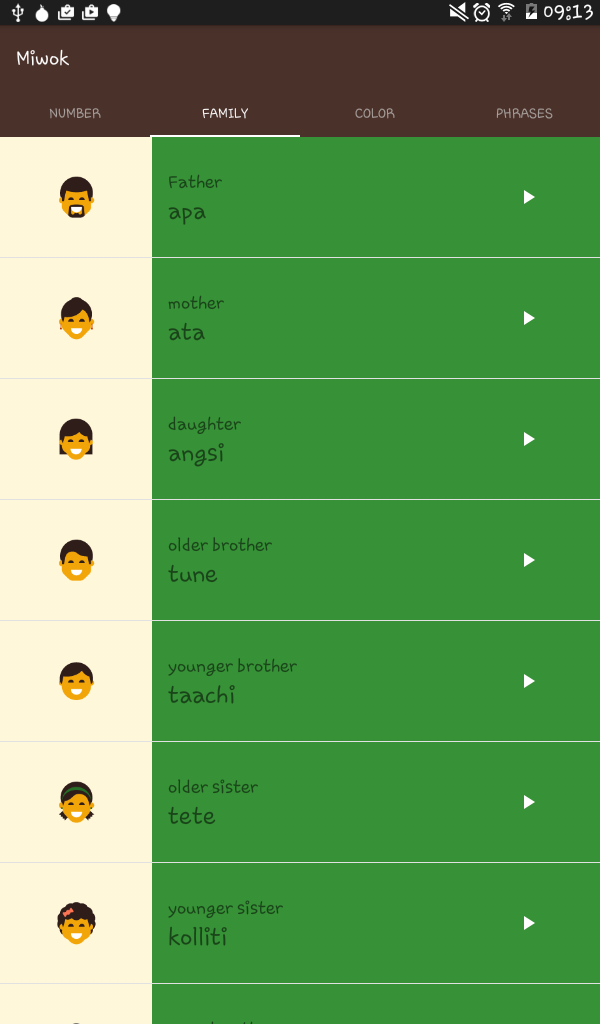 09:13
Miwok
NUMBER FAMILY COLOR PHRASES
Father
apa
mother
ata
daughter
angsi
older brother
tune
younger brother
taachi
older sister
tete
younger sister
kolliti